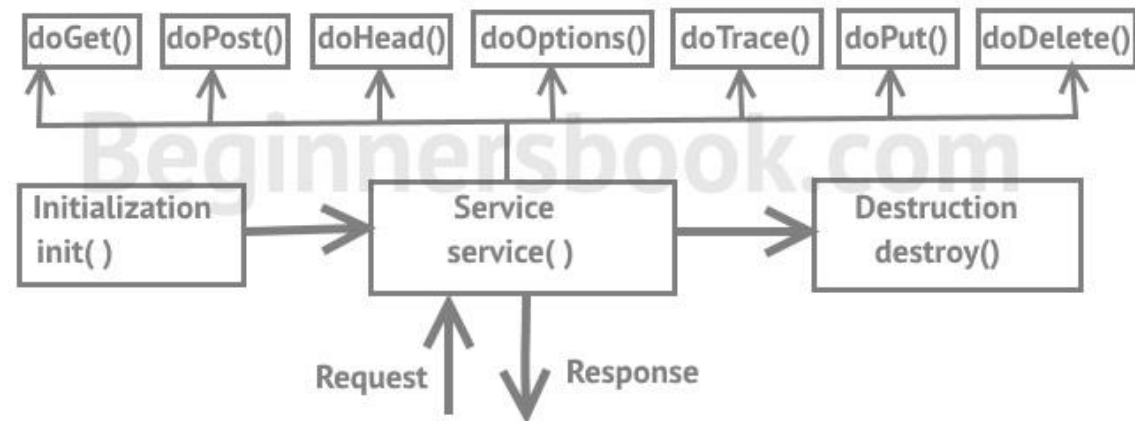 doGet() doPost() doHead() doOptions() doTrace() doPut() doDelete()
Beginnersbook.com
Initialization
init( )
Service
service( )
Destruction
destroy()
Request
Response